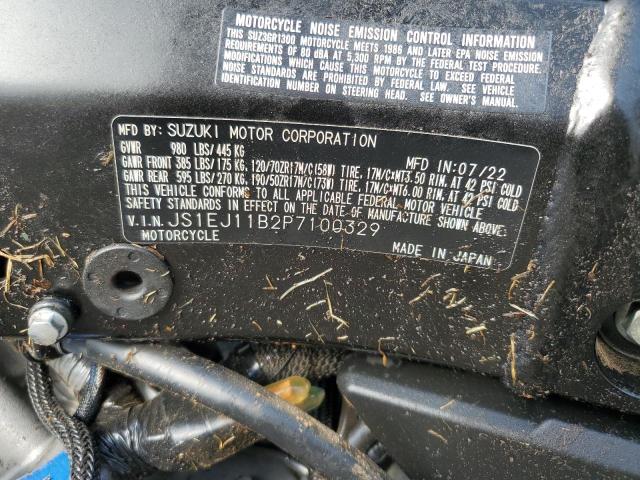 MOTORCYCLE NOISE EMISSION CONTROL INFORMATION
THIS SUZ3GR1300 MOTORCYCLE MEETS 1986 AND LATER EPA NOISE EMISSION
REQUIREMENTS OF 80 dBA AT 5,300 RPM BY THE FEDERAL TEST PROCEDURE.
MODIFICATIONS WHICH CAUSE THIS MOTORCYCLE TO EXCEED FEDERAL
NOISE STANDARDS ARE PROHIBITED BY FEDERAL LAW. SEE VEHICLE
IDENTIFICATION NUMBER ON STEERING HEAD. SEE OWNER'S MANUAL.
MFD BY: SUZUKI MOTOR CORPORATION
MFD IN: 07/22
GVWR 980 LBS/445 KG
GAWR FRONT 385 LBS/175 KG, 120/70ZR17M/C(58W) TIRE, 17M/C×MT3.50 RIM, AT 42 PSI COLD
GAWR REAR 595 LBS/270 KG, 190/50ZR17M/C(73W) TIRE, 17M/C×MT6.00 RIM, AT 42 PSI COLD
THIS VEHICLE CONFORMS TO ALL APPLICABLE FEDERAL MOTOR VEHICLE
SAFETY STANDARDS IN EFFECT ON THE DATE OF MANUFACTURE SHOWN ABOVE.
V.I.N. JS1EJ11B2P7100329
MOTORCYCLE
MADE IN JAPAN